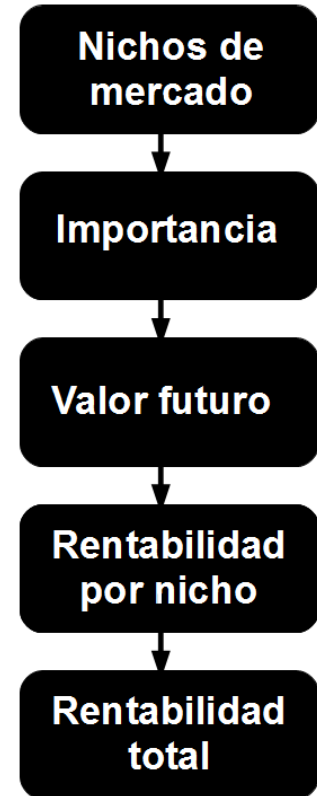 Nichos de
mercado
Importancia
Valor futuro
Rentabilidad
por nicho
Rentabilidad
total